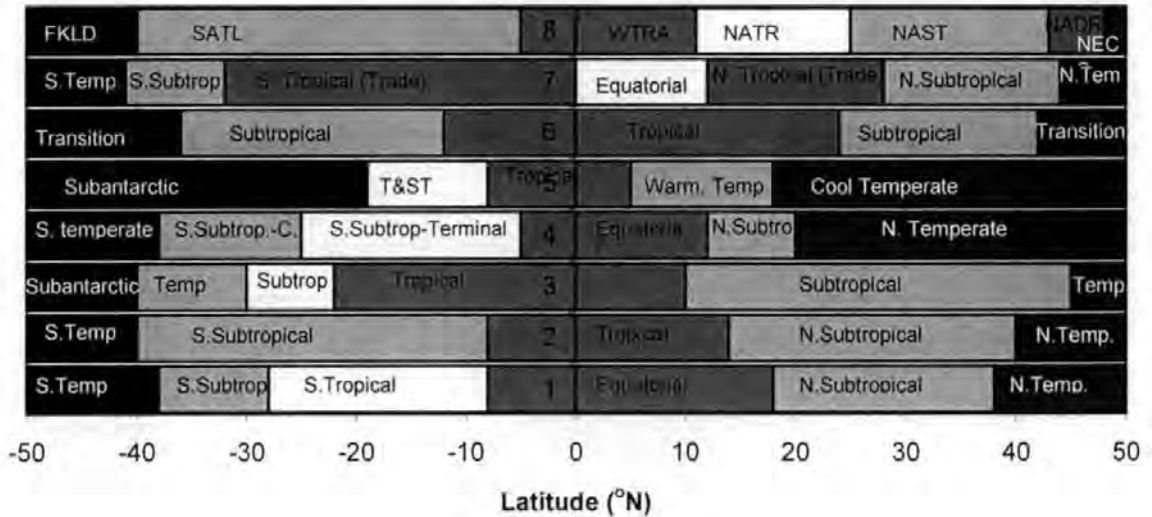 FKLD SATL 8 WTRA NATR NAST NADR NEC
S.Temp S.Subtrop S. Tropical (Trade) 7 Equatorial N. Tropical (Trade N.Subtropical N.Tem
Transition Subtropical 6 Tropical Subtropical Transition
Subantarctic T&ST Tropical 5 Warm. Temp Cool Temperate
S. temperate S.Subtrop.-C. S.Subtrop-Terminal 4 Equatoria N.Subtro N. Temperate
Subantarctic Temp Subtrop Tropical 3 Subtropical Temp
S.Temp S.Subtropical 2 Tropical N.Subtropical N.Temp.
S.Temp S.Subtrop S.Tropical 1 Equatorial N.Subtropical N.Temp.
-50 -40 -30 -20 -10 0 10 20 30 40 50
Latitude (°N)